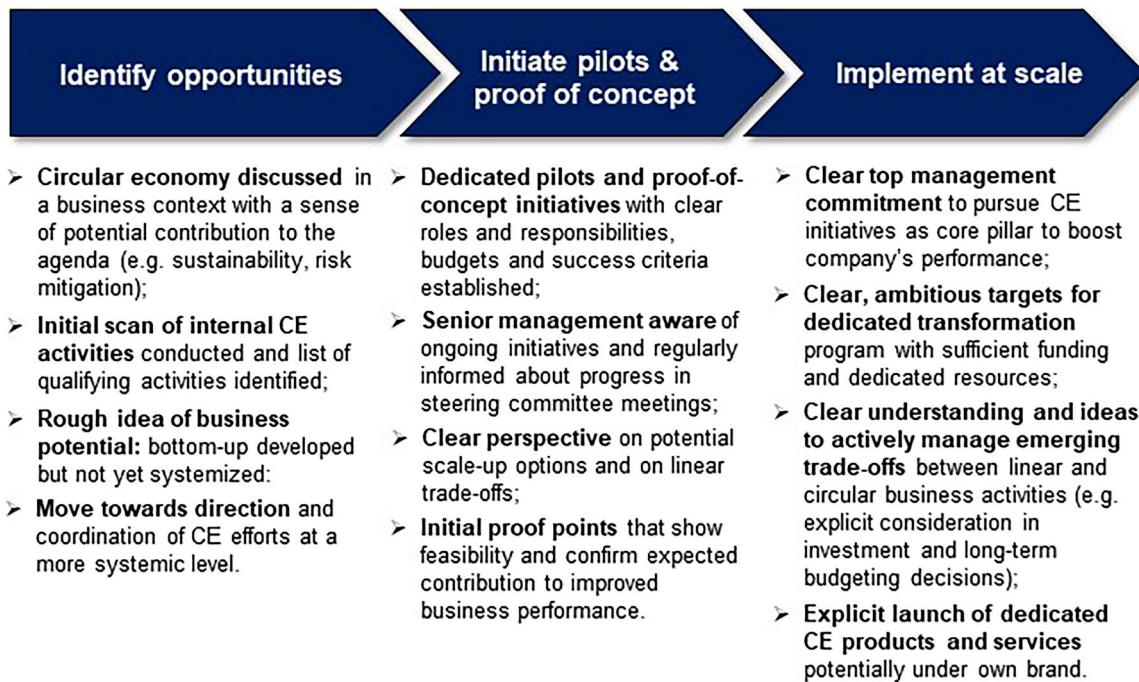 Identify opportunities
Initiate pilots &
proof of concept
Implement at scale
➢ Circular economy discussed in
a business context with a sense
of potential contribution to the
agenda (e.g. sustainability, risk
mitigation);
➢ Initial scan of internal CE
activities conducted and list of
qualifying activities identified;
➢ Rough idea of business
potential: bottom-up developed
but not yet systemized:
➢ Move towards direction and
coordination of CE efforts at a
more systemic level.
➢ Dedicated pilots and proof-of-
concept initiatives with clear
roles and responsibilities,
budgets and success criteria
established;
➢ Senior management aware of
ongoing initiatives and regularly
informed about progress in
steering committee meetings;
➢ Clear perspective on potential
scale-up options and on linear
trade-offs;
➢ Initial proof points that show
feasibility and confirm expected
contribution to improved
business performance.
➢ Clear top management
commitment to pursue CE
initiatives as core pillar to boost
company's performance;
➢ Clear, ambitious targets for
dedicated transformation
program with sufficient funding
and dedicated resources;
➢ Clear understanding and ideas
to actively manage emerging
trade-offs between linear and
circular business activities (e.g.
explicit consideration in
investment and long-term
budgeting decisions);
➢ Explicit launch of dedicated
CE products and services
potentially under own brand.